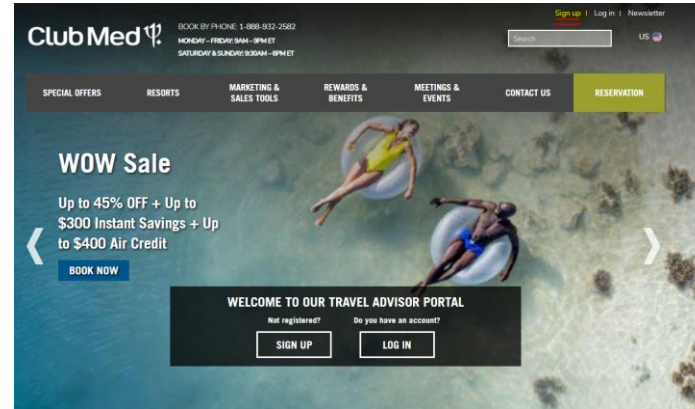 Sign up | Log in | Newsletter
Club Med
BOOK BY PHONE: 1-888-932-2582
MONDAY – FRIDAY: 9AM – 9PM ET
SATURDAY & SUNDAY: 9:30AM – 6PM ET
Search
US
SPECIAL OFFERS
RESORTS
MARKETING &
SALES TOOLS
REWARDS &
BENEFITS
MEETINGS &
EVENTS
CONTACT US
RESERVATION
WOW Sale
Up to 45% OFF + Up to
$300 Instant Savings + Up
to $400 Air Credit
BOOK NOW
WELCOME TO OUR TRAVEL ADVISOR PORTAL
Not registered? Do you have an account?
SIGN UP LOG IN